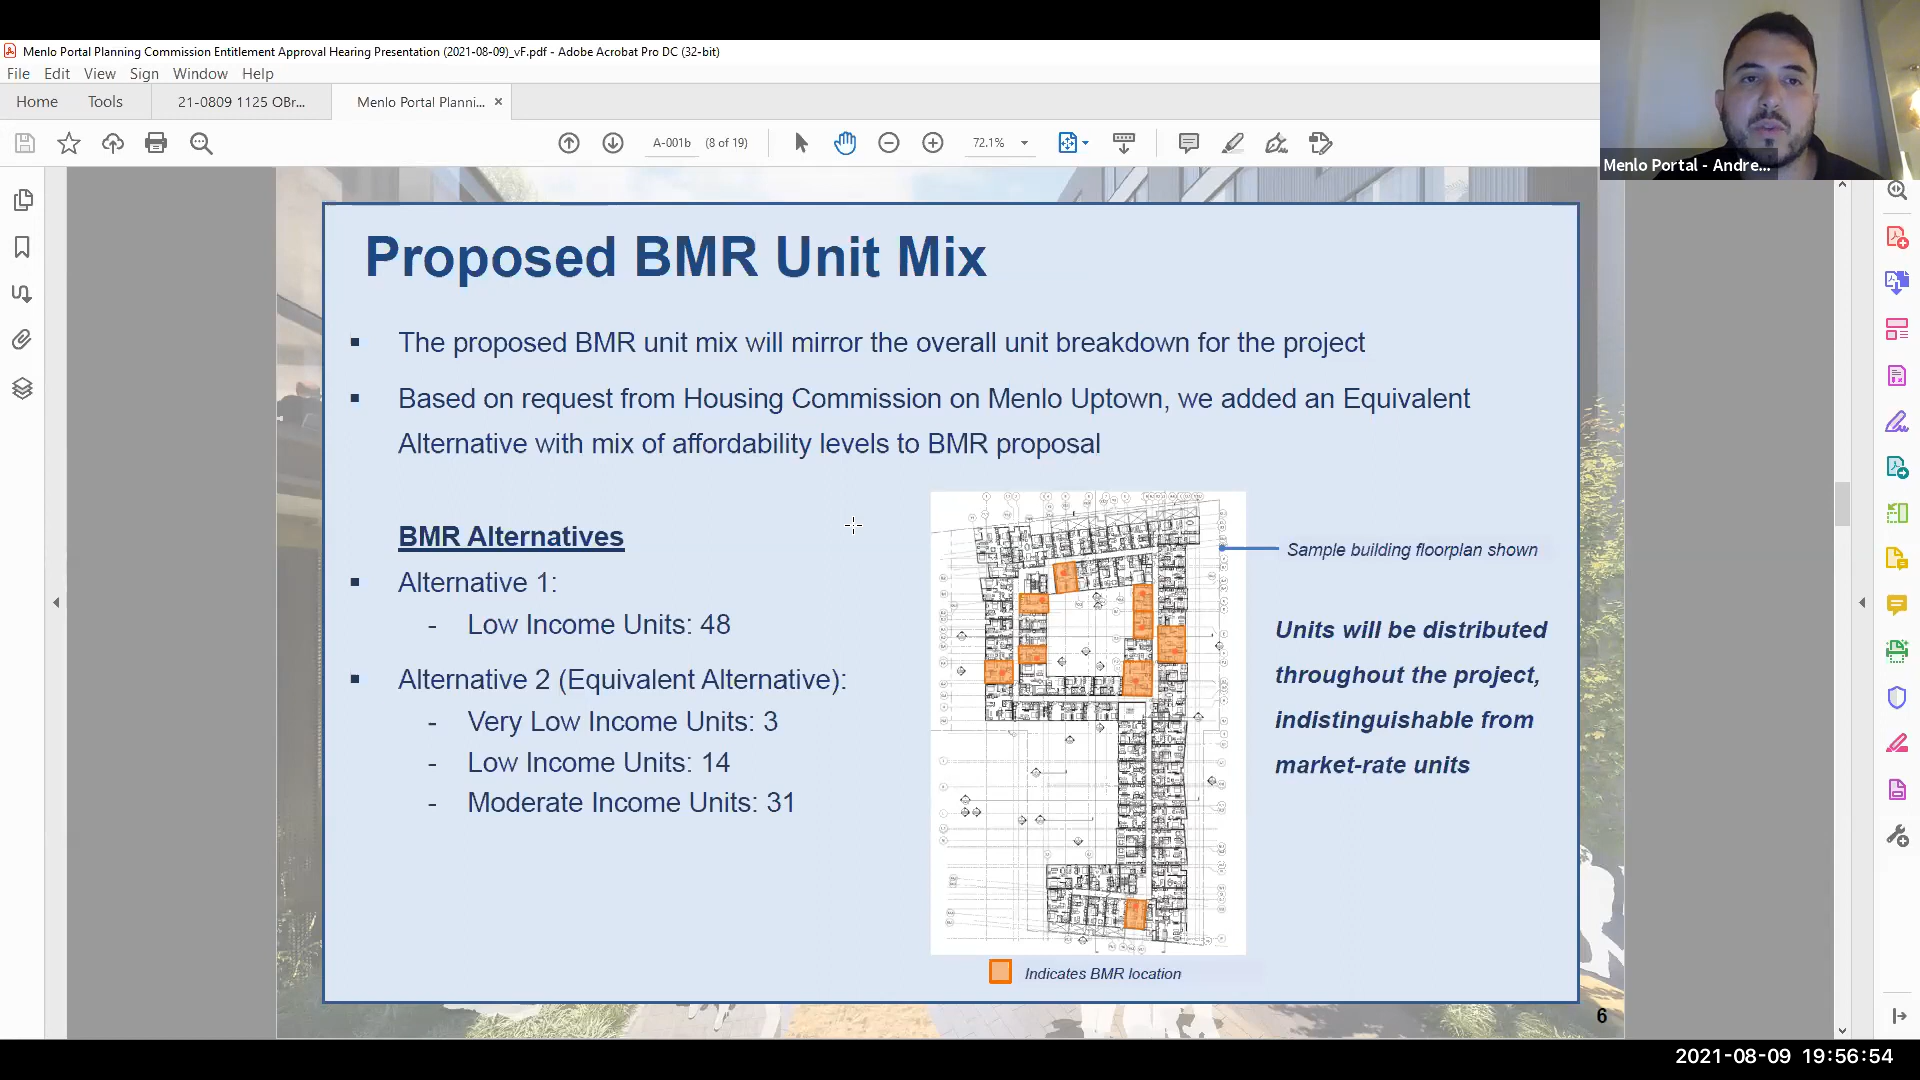 Menlo Portal Planning Commission Entitlement Approval Hearing Presentation (2021-08-09)_vF.pdf - Adobe Acrobat Pro DC (32-bit)
File Edit View Sign Window Help
Home Tools 21-0809 1125 OBr... Menlo Portal Planni... ×
A-001b (8 of 19) 72.1%
Menlo Portal - Andre...
Proposed BMR Unit Mix
▪ The proposed BMR unit mix will mirror the overall unit breakdown for the project
▪ Based on request from Housing Commission on Menlo Uptown, we added an Equivalent
Alternative with mix of affordability levels to BMR proposal
BMR Alternatives
▪ Alternative 1:
- Low Income Units: 48
▪ Alternative 2 (Equivalent Alternative):
- Very Low Income Units: 3
- Low Income Units: 14
- Moderate Income Units: 31
Sample building floorplan shown
Units will be distributed
throughout the project,
indistinguishable from
market-rate units
Indicates BMR location
6
2021-08-09 19:56:54